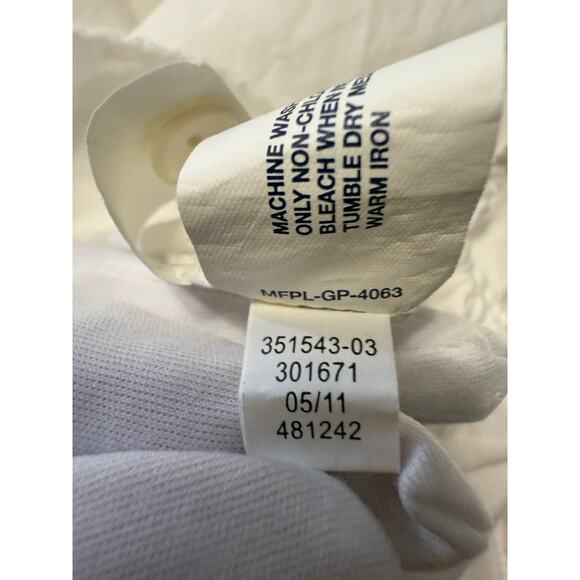 MACHINE WASH
ONLY NON-CHL
BLEACH WHEN
TUMBLE DRY
WARM IRON
MFPL-GP-4063
351543-03
301671
05/11
481242